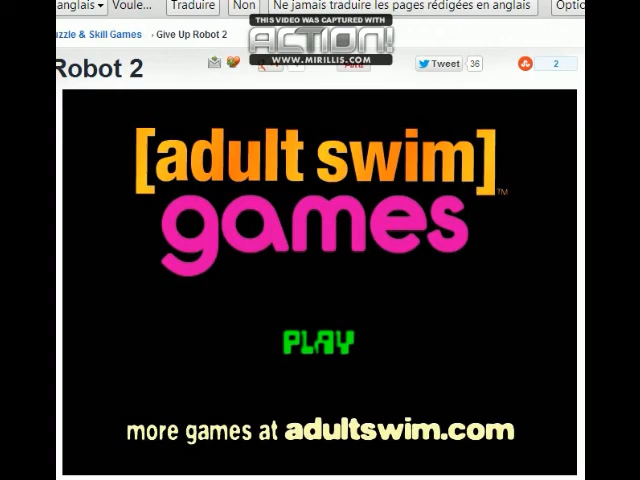 anglais Voule... Traduire Non Ne jamais traduire les pages rédigées en anglais Optio
THIS VIDEO WAS CAPTURED WITH
ACTION!
WWW.MIRILLIS.COM
uzzle & Skill Games › Give Up Robot 2
Robot 2
Tweet 36 2
[adult swim]™
games
PLAY
more games at adultswim.com